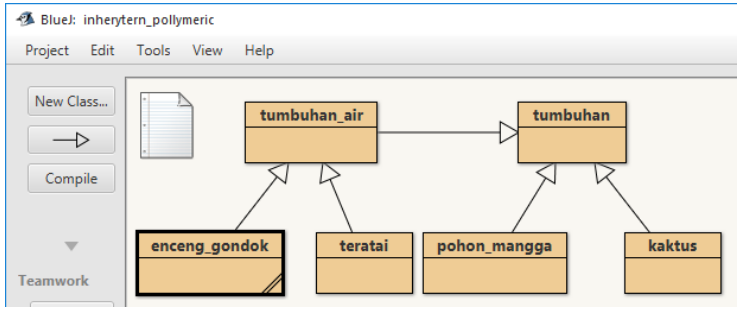 BlueJ: inherytern_pollymeric
Project Edit Tools View Help
New Class...
Compile
Teamwork
tumbuhan_air
tumbuhan
enceng_gondok
teratai
pohon_mangga
kaktus